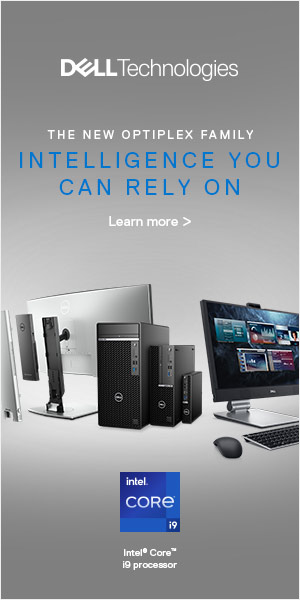 DELLTechnologies
THE NEW OPTIPLEX FAMILY
INTELLIGENCE YOU
CAN RELY ON
Learn more >
intel.
CORE
i9
Intel® Core™
i9 processor